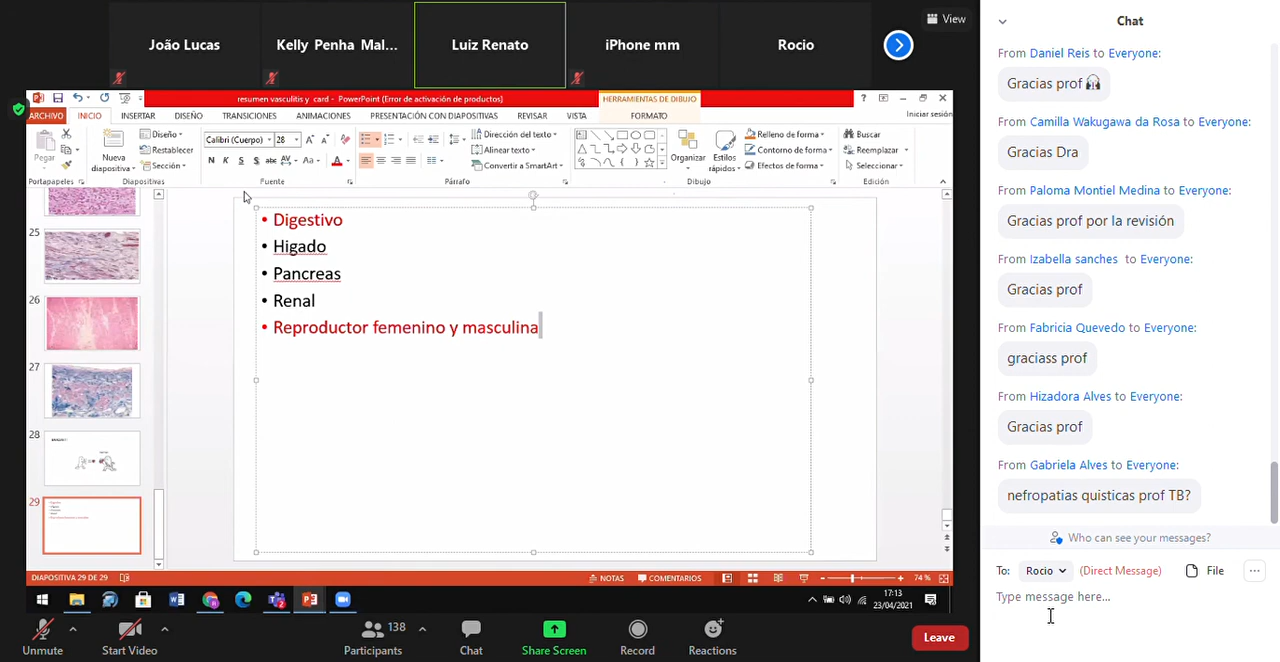 João Lucas
Kelly Penha Mal...
Luiz Renato
iPhone mm
Rocio
View
Chat
resumen vasculitis y card - PowerPoint (Error de activación de productos)
HERRAMIENTAS DE DIBUJO
ARCHIVO INICIO INSERTAR DISEÑO TRANSICIONES ANIMACIONES PRESENTACIÓN CON DIAPOSITIVAS REVISAR VISTA FORMATO
Iniciar sesión
Pegar
Nueva diapositiva
Diseño
Restablecer
Sección
Calibri (Cuerpo) 28
N K S S abc AV Aa A
Dirección del texto
Alinear texto
Convertir a SmartArt
Organizar
Estilos rápidos
Relleno de forma
Contorno de forma
Efectos de forma
Buscar
Reemplazar
Seleccionar
Portapapeles Diapositivas Fuente Párrafo Dibujo Edición
25
26
27
28
29
• Digestivo
• Higado
• Pancreas
• Renal
• Reproductor femenino y masculina
DIAPOSITIVA 29 DE 29
NOTAS COMENTARIOS 74 %
17:13
23/04/2021
Unmute
Start Video
138
Participants
Chat
Share Screen
Record
Reactions
Leave
From Daniel Reis to Everyone:
Gracias prof
From Camilla Wakugawa da Rosa to Everyone:
Gracias Dra
From Paloma Montiel Medina to Everyone:
Gracias prof por la revisión
From Izabella sanches to Everyone:
Gracias prof
From Fabricia Quevedo to Everyone:
graciass prof
From Hizadora Alves to Everyone:
Gracias prof
From Gabriela Alves to Everyone:
nefropatias quisticas prof TB?
Who can see your messages?
To: Rocio (Direct Message) File ...
Type message here...